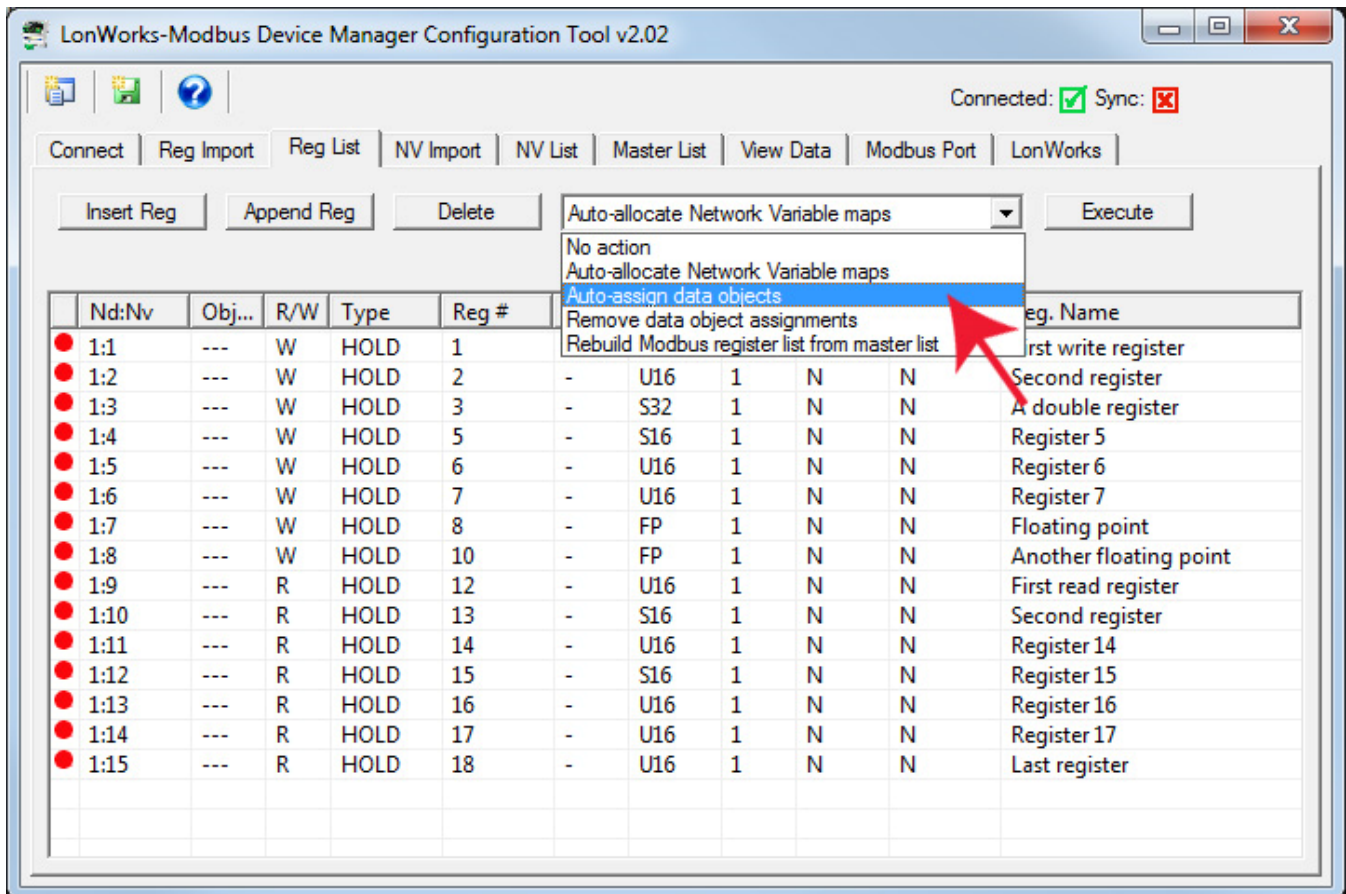 LonWorks-Modbus Device Manager Configuration Tool v2.02
Connected: Sync:
Connect Reg Import Reg List NV Import NV List Master List View Data Modbus Port LonWorks
Insert Reg Append Reg Delete Auto-allocate Network Variable maps Execute
No action
Auto-allocate Network Variable maps
Auto-assign data objects
Remove data object assignments
Rebuild Modbus register list from master list
Nd:Nv Obj... R/W Type Reg # eg. Name
1:1 --- W HOLD 1 irst write register
1:2 --- W HOLD 2 - U16 1 N N Second register
1:3 --- W HOLD 3 - S32 1 N N A double register
1:4 --- W HOLD 5 - S16 1 N N Register 5
1:5 --- W HOLD 6 - U16 1 N N Register 6
1:6 --- W HOLD 7 - U16 1 N N Register 7
1:7 --- W HOLD 8 - FP 1 N N Floating point
1:8 --- W HOLD 10 - FP 1 N N Another floating point
1:9 --- R HOLD 12 - U16 1 N N First read register
1:10 --- R HOLD 13 - S16 1 N N Second register
1:11 --- R HOLD 14 - U16 1 N N Register 14
1:12 --- R HOLD 15 - S16 1 N N Register 15
1:13 --- R HOLD 16 - U16 1 N N Register 16
1:14 --- R HOLD 17 - U16 1 N N Register 17
1:15 --- R HOLD 18 - U16 1 N N Last register